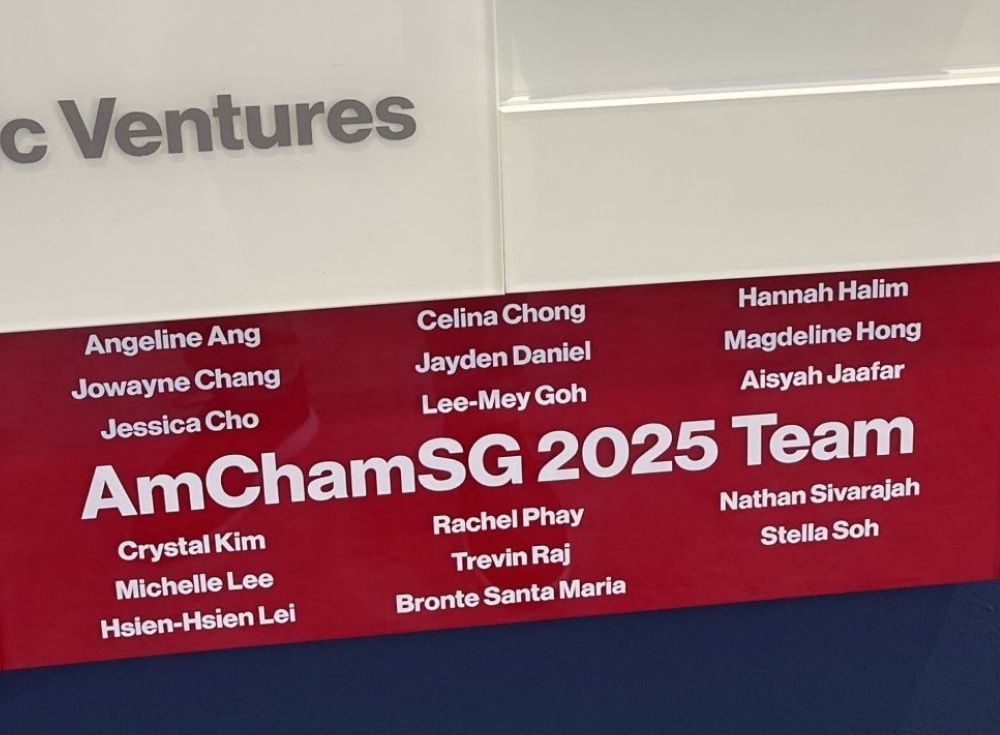 c Ventures
Angeline Ang
Jowayne Chang
Jessica Cho
Celina Chong
Jayden Daniel
Lee-Mey Goh
Hannah Halim
Magdeline Hong
Aisyah Jaafar
AmChamSG 2025 Team
Crystal Kim
Michelle Lee
Hsien-Hsien Lei
Rachel Phay
Trevin Raj
Bronte Santa Maria
Nathan Sivarajah
Stella Soh